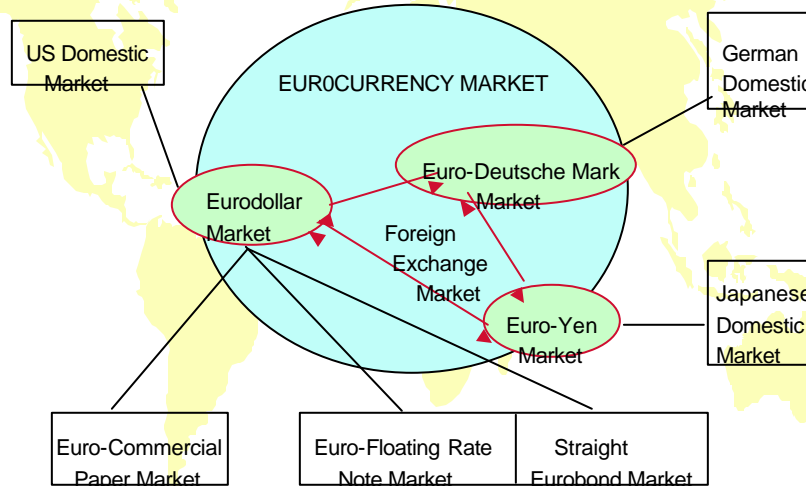 US Domestic
Market
EUR0CURRENCY MARKET
German
Domestic
Market
Euro-Deutsche Mark
Market
Eurodollar
Market
Foreign
Exchange
Market
Euro-Yen
Market
Japanese
Domestic
Market
Euro-Commercial
Paper Market
Euro-Floating Rate
Note Market
Straight
Eurobond Market